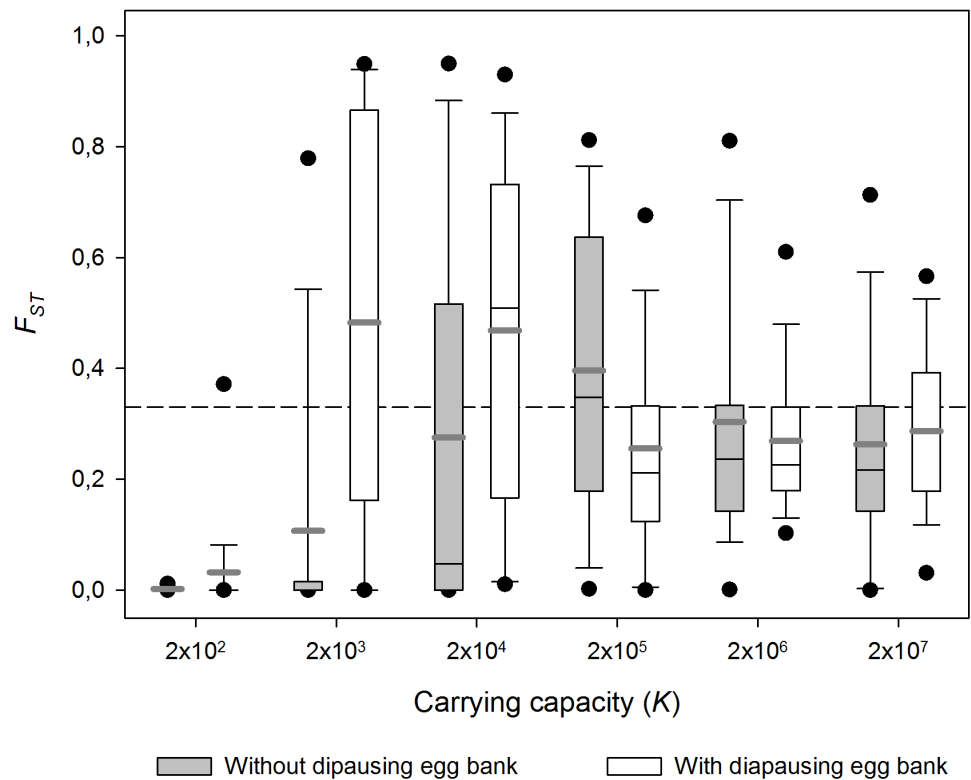 1,0
0,8
0,6
0,4
0,2
0,0
F_ST
2x10²
2x10³
2x10⁴
2x10⁵
2x10⁶
2x10⁷
Carrying capacity (K)
Without dipausing egg bank
With diapausing egg bank